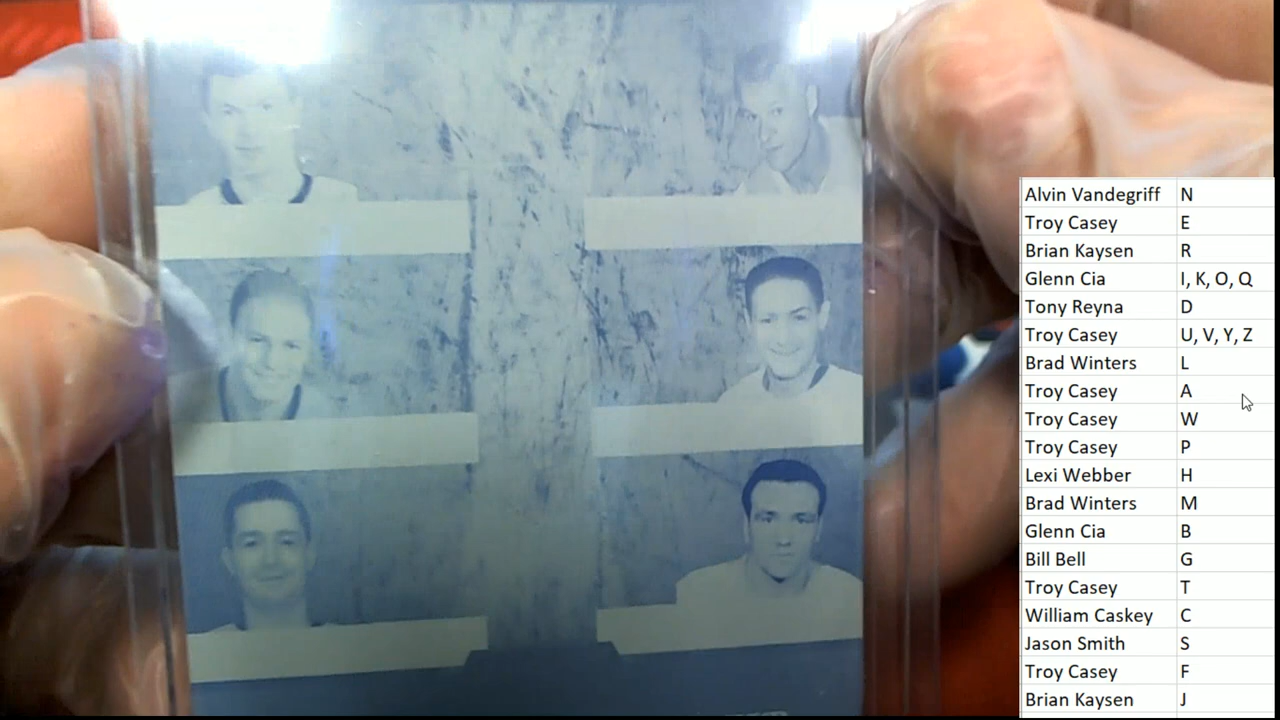 Alvin Vandegriff N
Troy Casey E
Brian Kaysen R
Glenn Cia I, K, O, Q
Tony Reyna D
Troy Casey U, V, Y, Z
Brad Winters L
Troy Casey A
Troy Casey W
Troy Casey P
Lexi Webber H
Brad Winters M
Glenn Cia B
Bill Bell G
Troy Casey T
William Caskey C
Jason Smith S
Troy Casey F
Brian Kaysen J